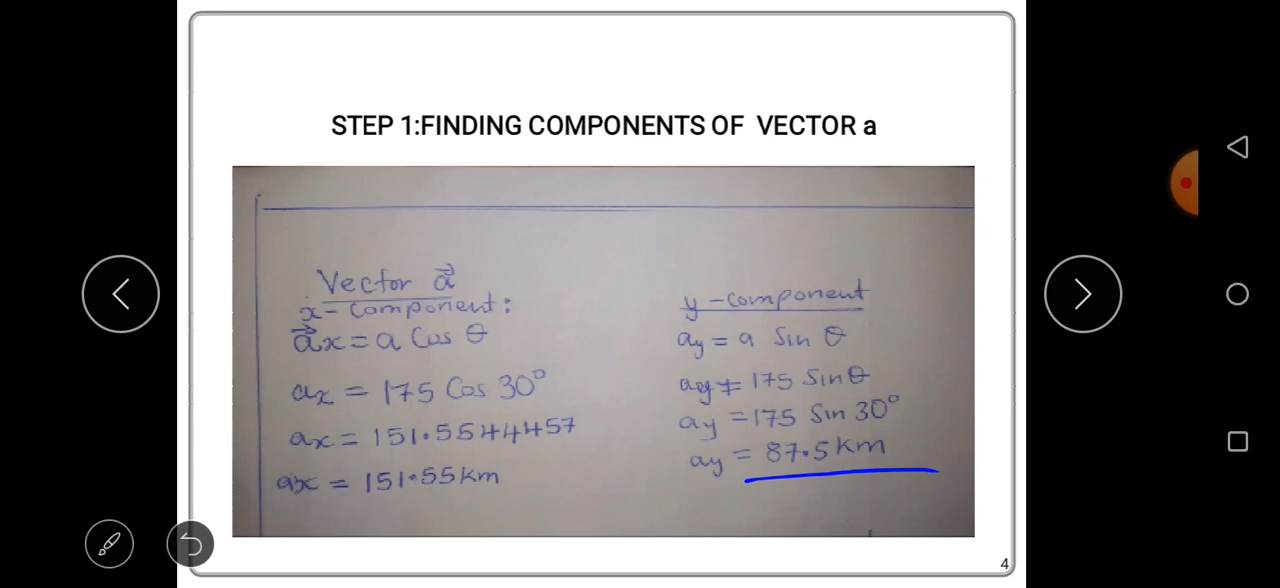 STEP 1:FINDING COMPONENTS OF VECTOR a
Vector a⃗
x-Component:
a⃗x = a Cos θ
ax = 175 Cos 30°
ax = 151.5544457
ax = 151.55km
y-component
ay = a Sin θ
ay = 175 Sin θ
ay = 175 Sin 30°
ay = 87.5km
4